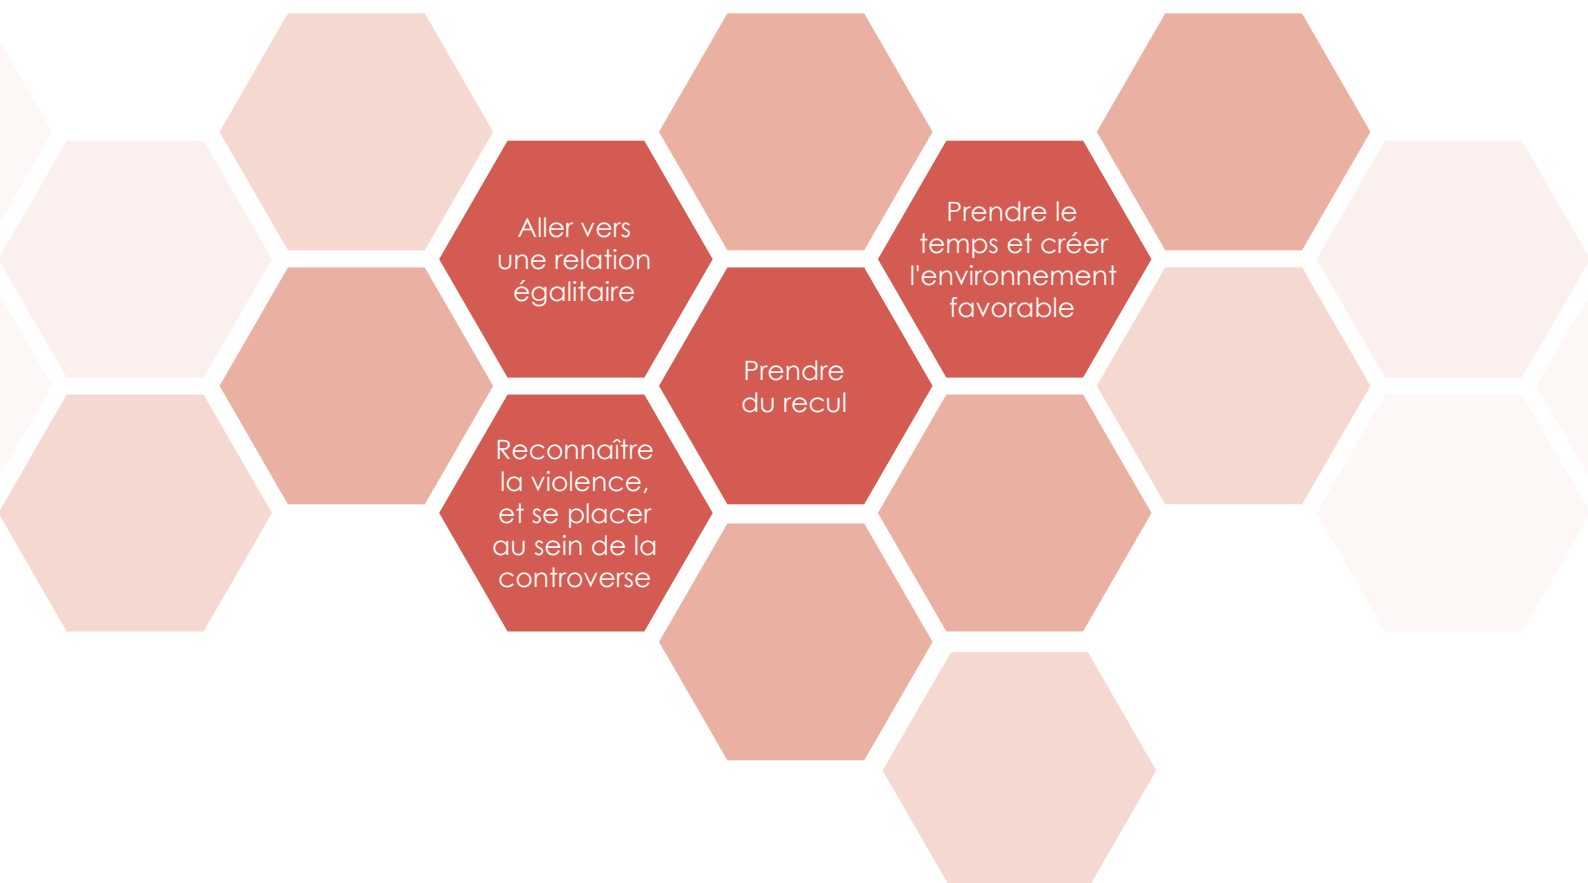 Aller vers
une relation
égalitaire
Prendre le
temps et créer
l'environnement
favorable
Prendre
du recul
Reconnaître
la violence,
et se placer
au sein de la
controverse